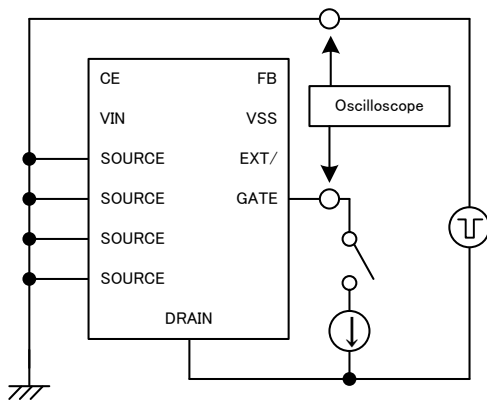 CE FB
VIN VSS
SOURCE EXT/
SOURCE GATE
SOURCE
SOURCE
DRAIN
Oscilloscope